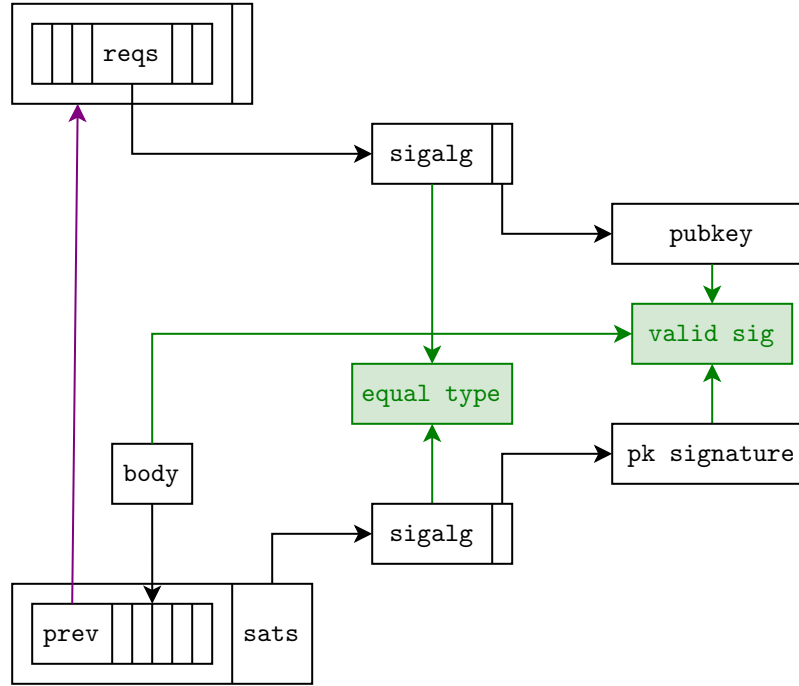 reqs
sigalg
pubkey
valid sig
equal type
pk signature
body
sigalg
prev
sats